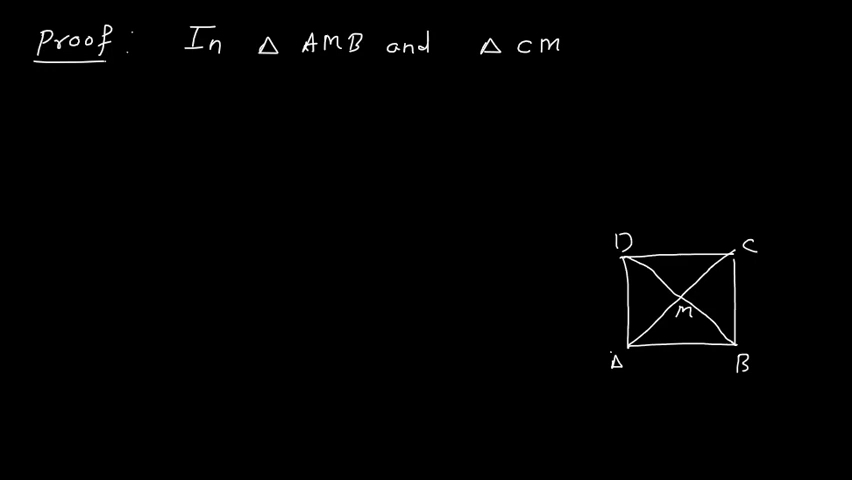 Proof : In △ AMB and △ CM
D C
M
A B